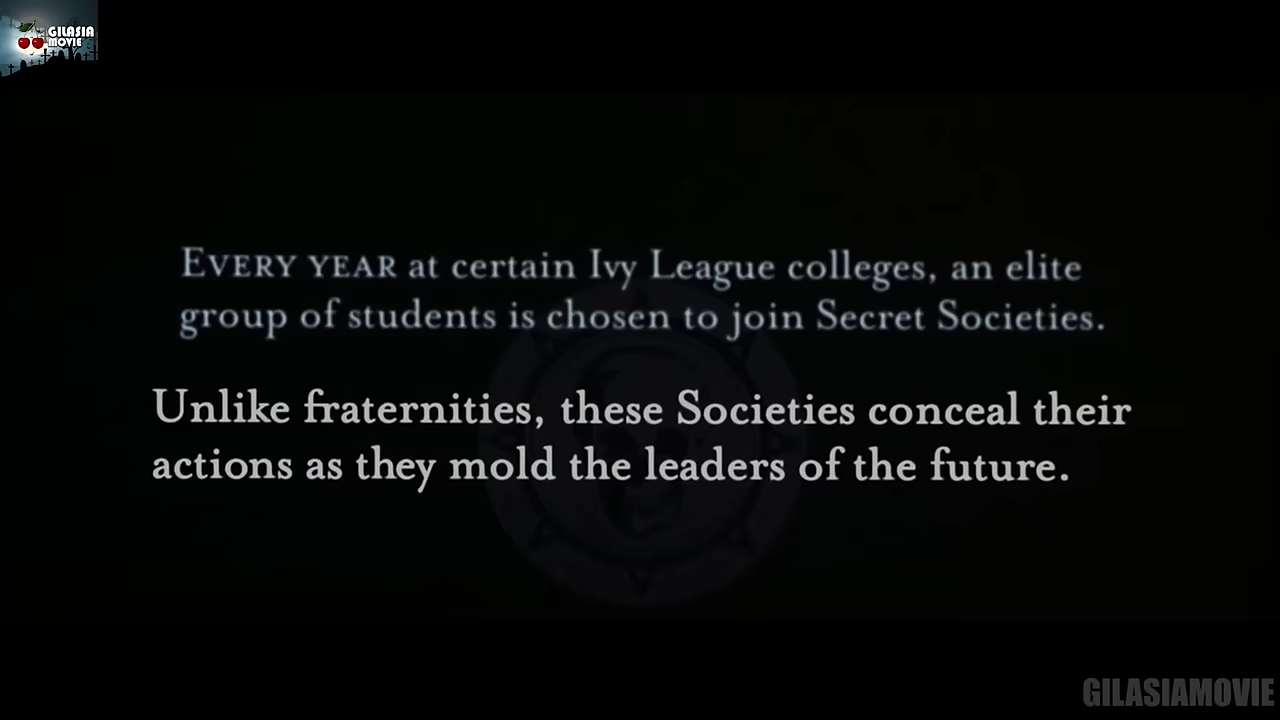 GILASIA
MOVIE
EVERY YEAR at certain Ivy League colleges, an elite
group of students is chosen to join Secret Societies.
Unlike fraternities, these Societies conceal their
actions as they mold the leaders of the future.
GILASIAMOVIE